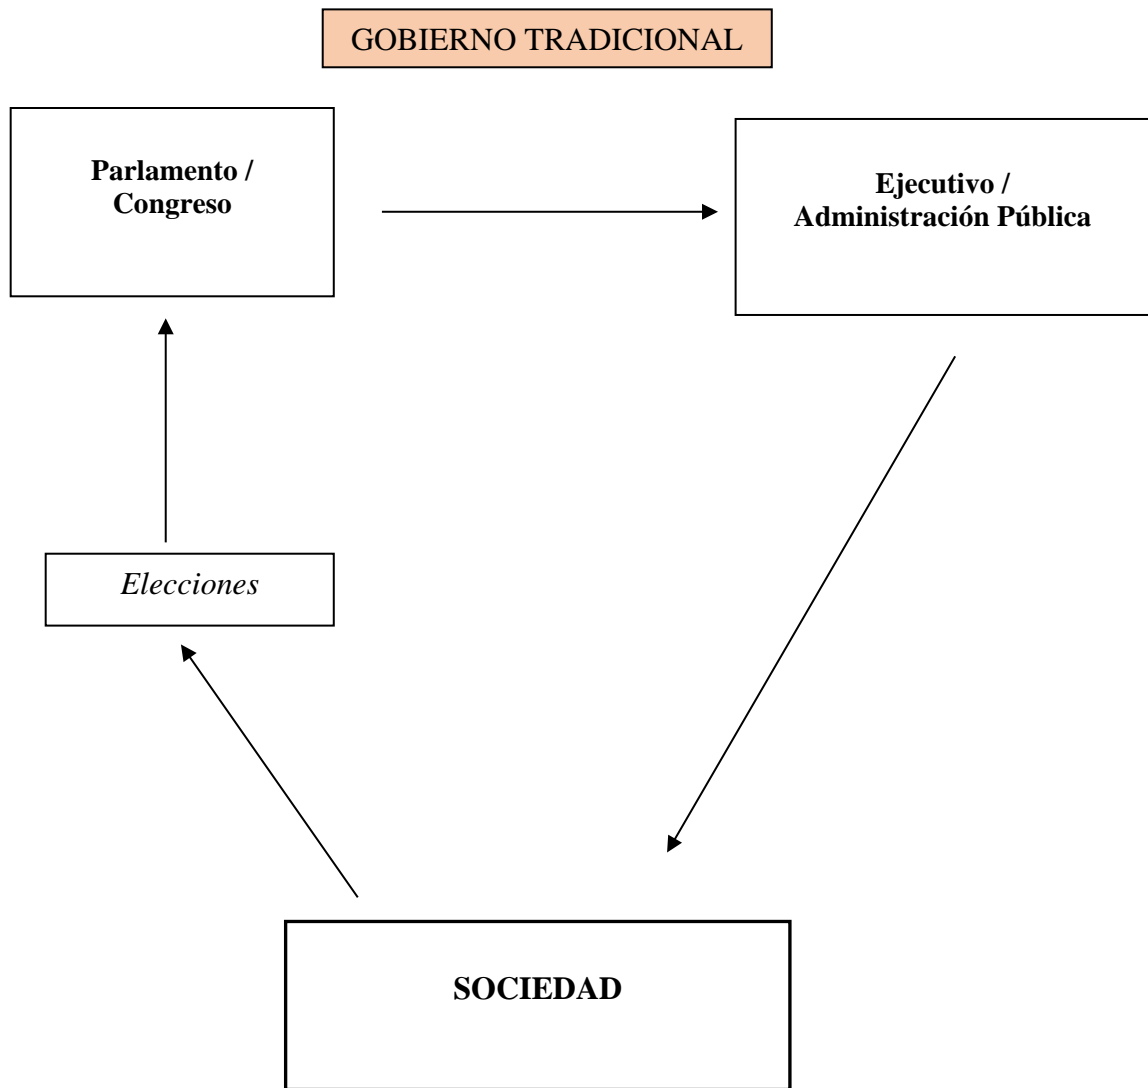 GOBIERNO TRADICIONAL
Parlamento /
Congreso
Ejecutivo /
Administración Pública
Elecciones
SOCIEDAD